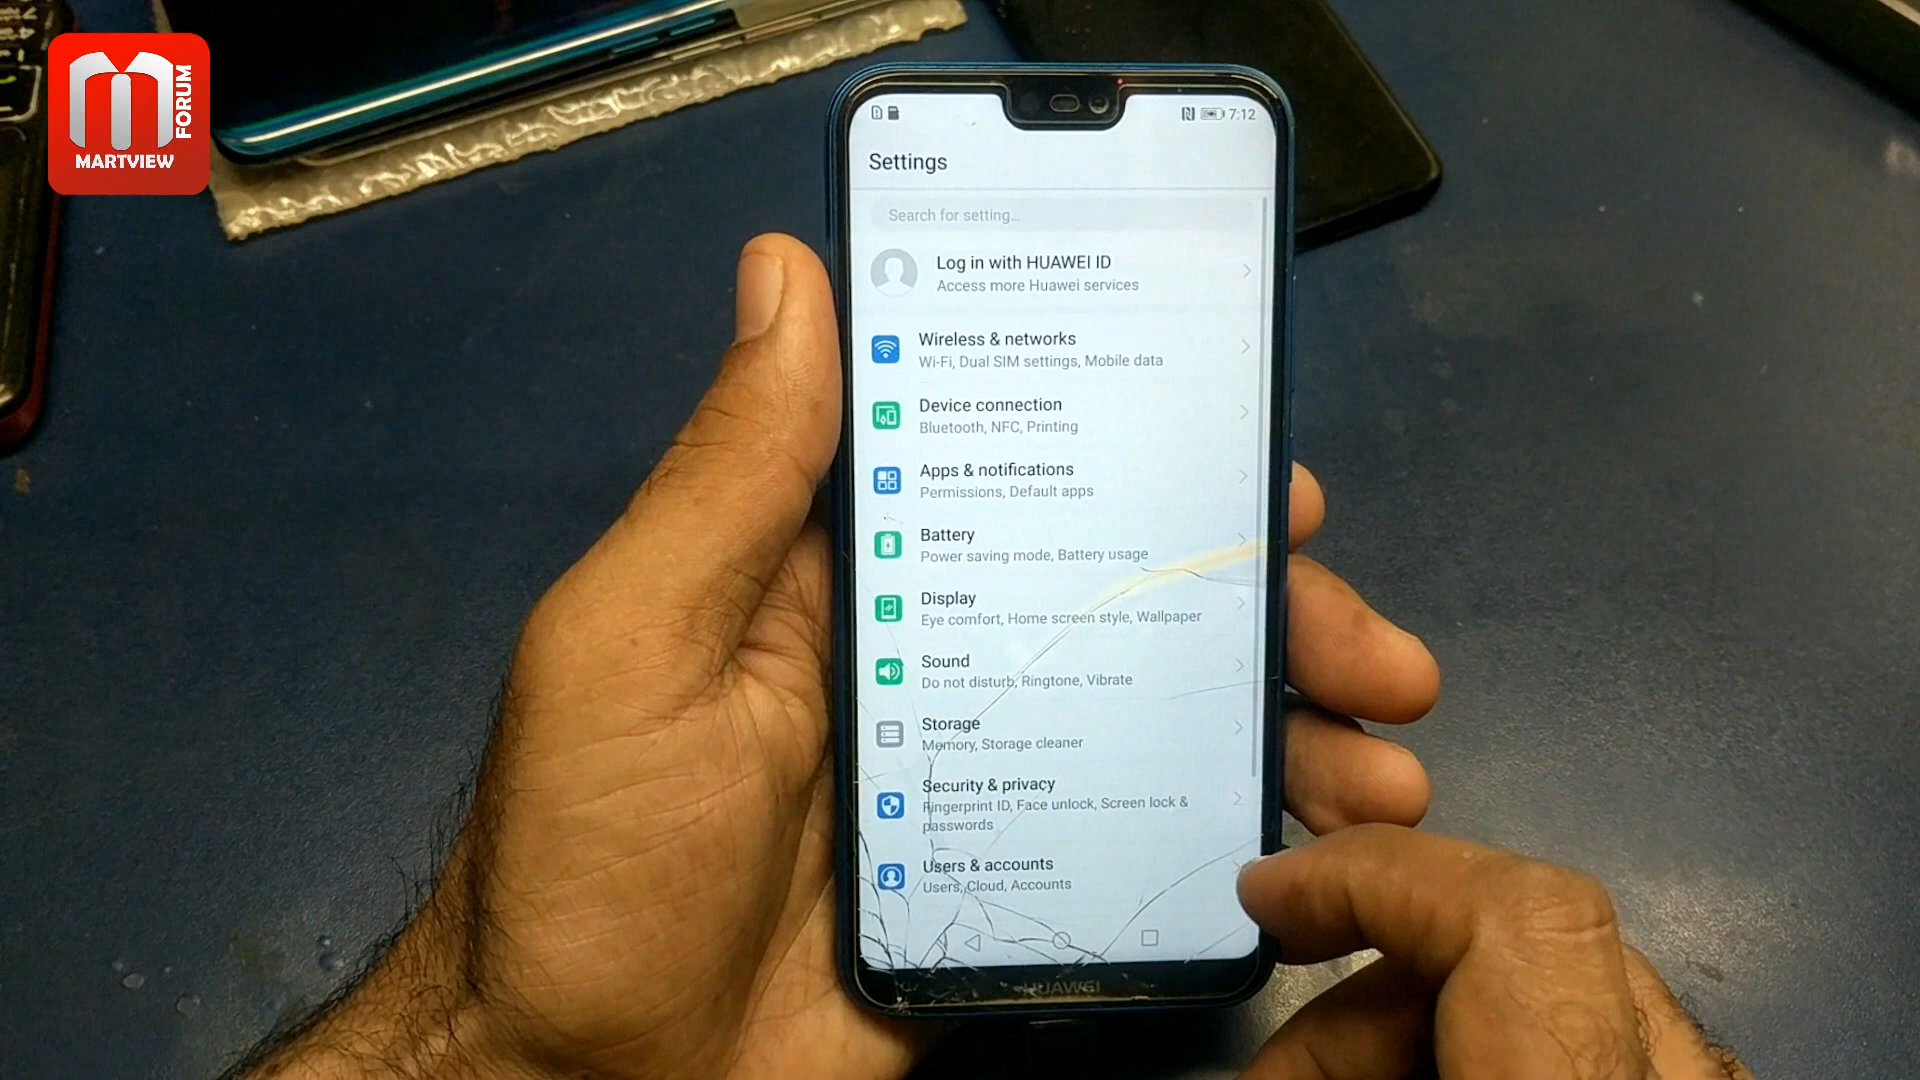 MARTVIEW
FORUM
7:12
Settings
Search for setting...
Log in with HUAWEI ID
Access more Huawei services
Wireless & networks
Wi-Fi, Dual SIM settings, Mobile data
Device connection
Bluetooth, NFC, Printing
Apps & notifications
Permissions, Default apps
Battery
Power saving mode, Battery usage
Display
Eye comfort, Home screen style, Wallpaper
Sound
Do not disturb, Ringtone, Vibrate
Storage
Memory, Storage cleaner
Security & privacy
Fingerprint ID, Face unlock, Screen lock &
passwords
Users & accounts
Users, Cloud, Accounts
HUAWEI